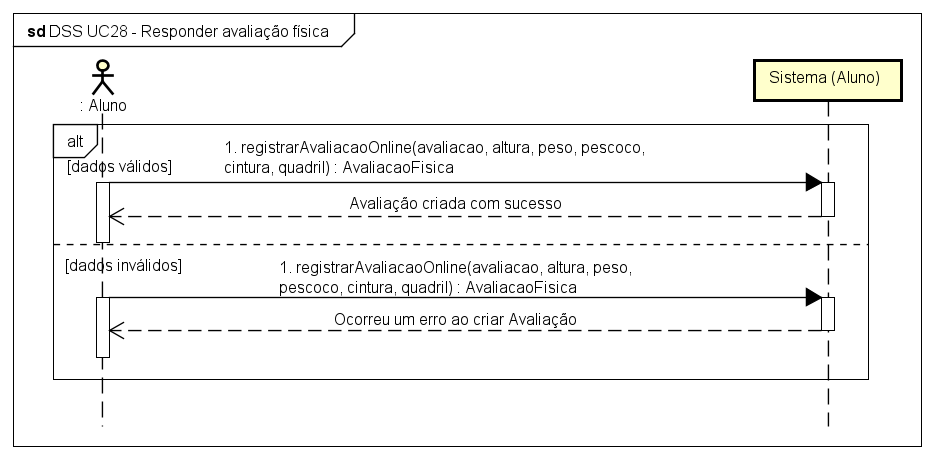 sd DSS UC28 - Responder avaliação física
: Aluno
Sistema (Aluno)
alt
[dados válidos]
1. registrarAvaliacaoOnline(avaliacao, altura, peso, pescoco,
cintura, quadril) : AvaliacaoFisica
Avaliação criada com sucesso
[dados inválidos]
1. registrarAvaliacaoOnline(avaliacao, altura, peso,
pescoco, cintura, quadril) : AvaliacaoFisica
Ocorreu um erro ao criar Avaliação